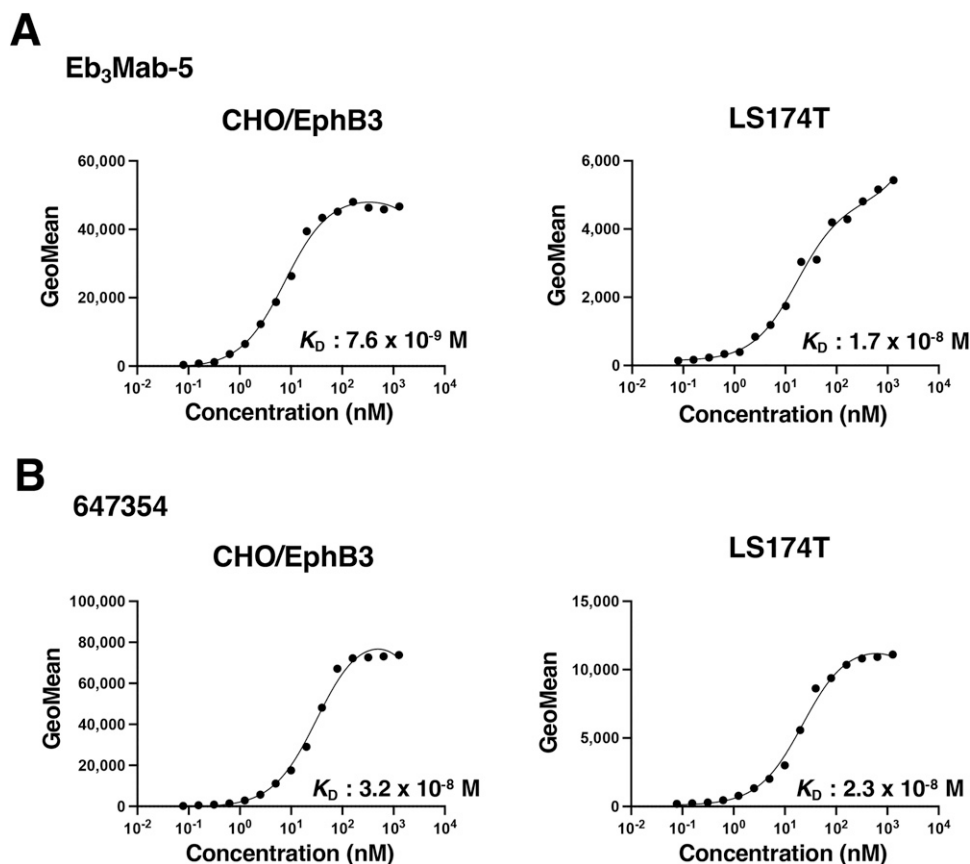 A
Eb₃Mab-5
CHO/EphB3
60,000
40,000
20,000
0
GeoMean
K_D : 7.6 x 10⁻⁹ M
10⁻² 10⁻¹ 10⁰ 10¹ 10² 10³ 10⁴
Concentration (nM)
LS174T
6,000
4,000
2,000
0
GeoMean
K_D : 1.7 x 10⁻⁸ M
10⁻² 10⁻¹ 10⁰ 10¹ 10² 10³ 10⁴
Concentration (nM)
B
647354
CHO/EphB3
100,000
80,000
60,000
40,000
20,000
0
GeoMean
K_D : 3.2 x 10⁻⁸ M
10⁻² 10⁻¹ 10⁰ 10¹ 10² 10³ 10⁴
Concentration (nM)
LS174T
15,000
10,000
5,000
0
GeoMean
K_D : 2.3 x 10⁻⁸ M
10⁻² 10⁻¹ 10⁰ 10¹ 10² 10³ 10⁴
Concentration (nM)